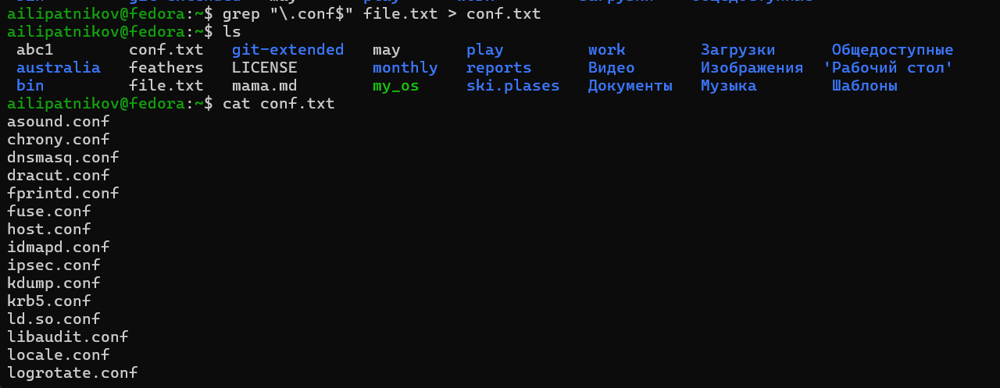 ailipatnikov@fedora:~$ grep "\.conf$" file.txt > conf.txt
ailipatnikov@fedora:~$ ls
abc1 conf.txt git-extended may play work Загрузки Общедоступные
australia feathers LICENSE monthly reports Видео Изображения 'Рабочий стол'
bin file.txt mama.md my_os ski.plases Документы Музыка Шаблоны
ailipatnikov@fedora:~$ cat conf.txt
asound.conf
chrony.conf
dnsmasq.conf
dracut.conf
fprintd.conf
fuse.conf
host.conf
idmapd.conf
ipsec.conf
kdump.conf
krb5.conf
ld.so.conf
libaudit.conf
locale.conf
logrotate.conf